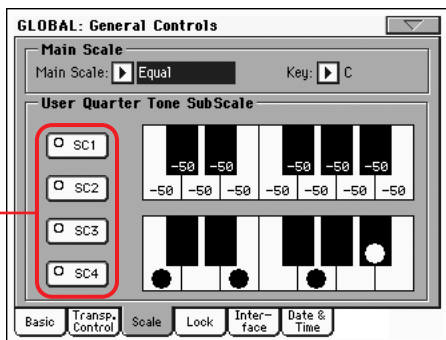 GLOBAL: General Controls
Main Scale
Main Scale: Equal Key: C
User Quarter Tone SubScale
SC1
SC2
SC3
SC4
-50 -50 -50 -50 -50
-50 -50 -50 -50 -50 -50 -50
Basic Transp. Control Scale Lock Inter- face Date & Time